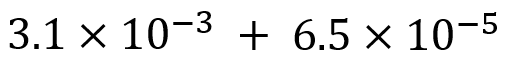 3.1 × 10⁻³ + 6.5 × 10⁻⁵